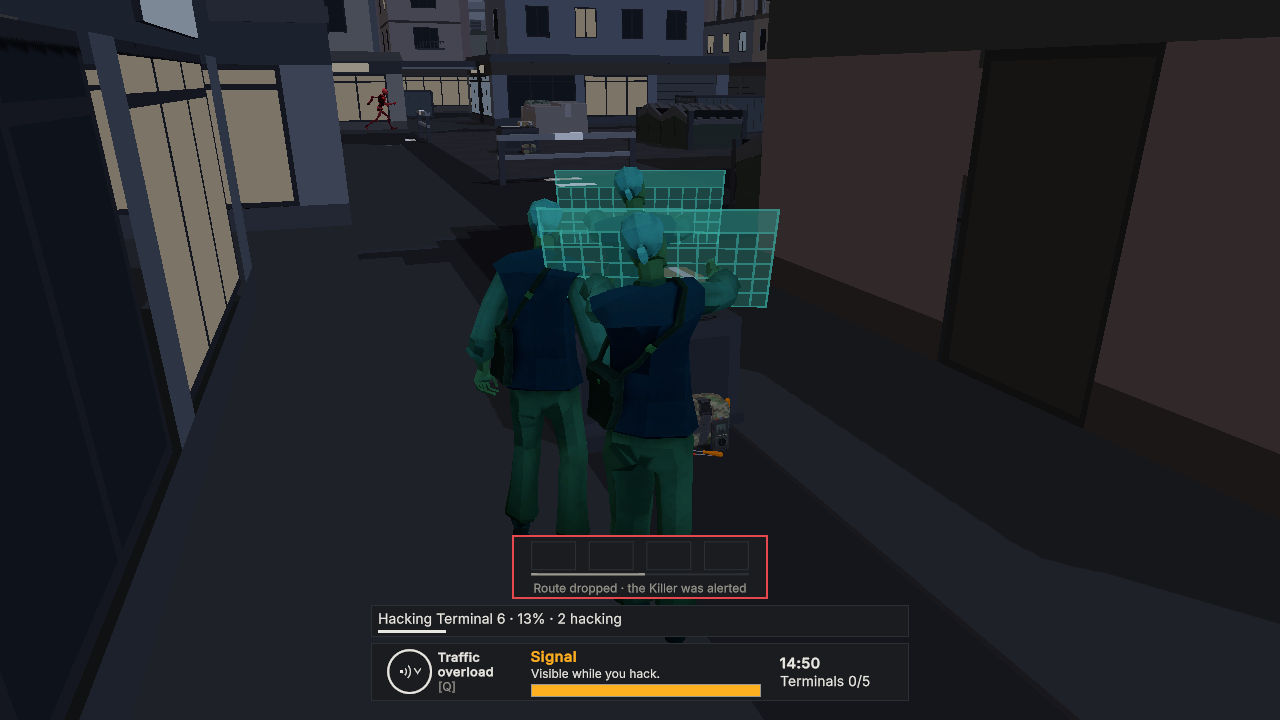 Route dropped · the Killer was alerted
Hacking Terminal 6 · 13% · 2 hacking
Traffic overload
[Q]
Signal
Visible while you hack.
14:50
Terminals 0/5